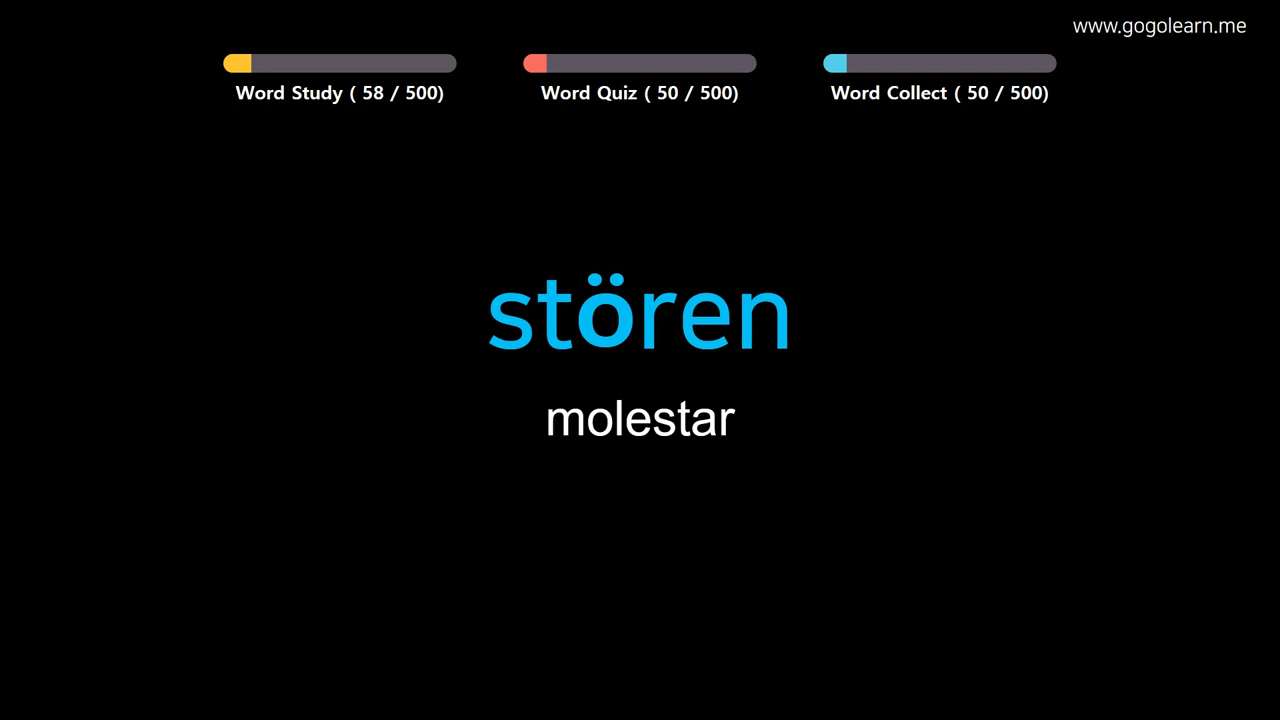 www.gogolearn.me
Word Study ( 58 / 500)
Word Quiz ( 50 / 500)
Word Collect ( 50 / 500)
stören
molestar